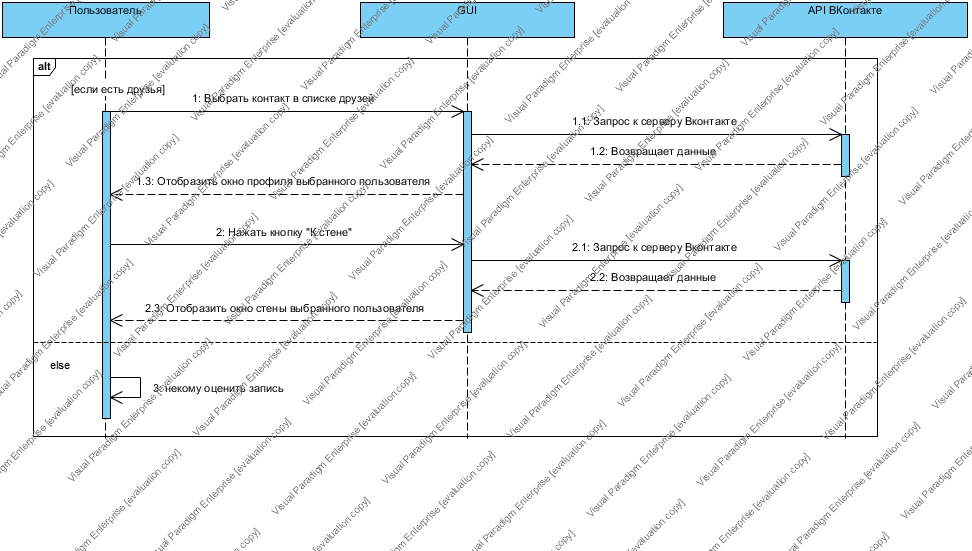 Пользователь
GUI
API ВКонтакте
alt
[если есть друзья]
1: Выбрать контакт в списке друзей
1.1: Запрос к серверу Вконтакте
1.2: Возвращает данные
1.3: Отобразить окно профиля выбранного пользователя
2: Нажать кнопку "К стене"
2.1: Запрос к серверу Вконтакте
2.2: Возвращает данные
2.3: Отобразить окно стены выбранного пользователя
else
3: некому оценить запись
Visual Paradigm Enterprise [evaluation copy]